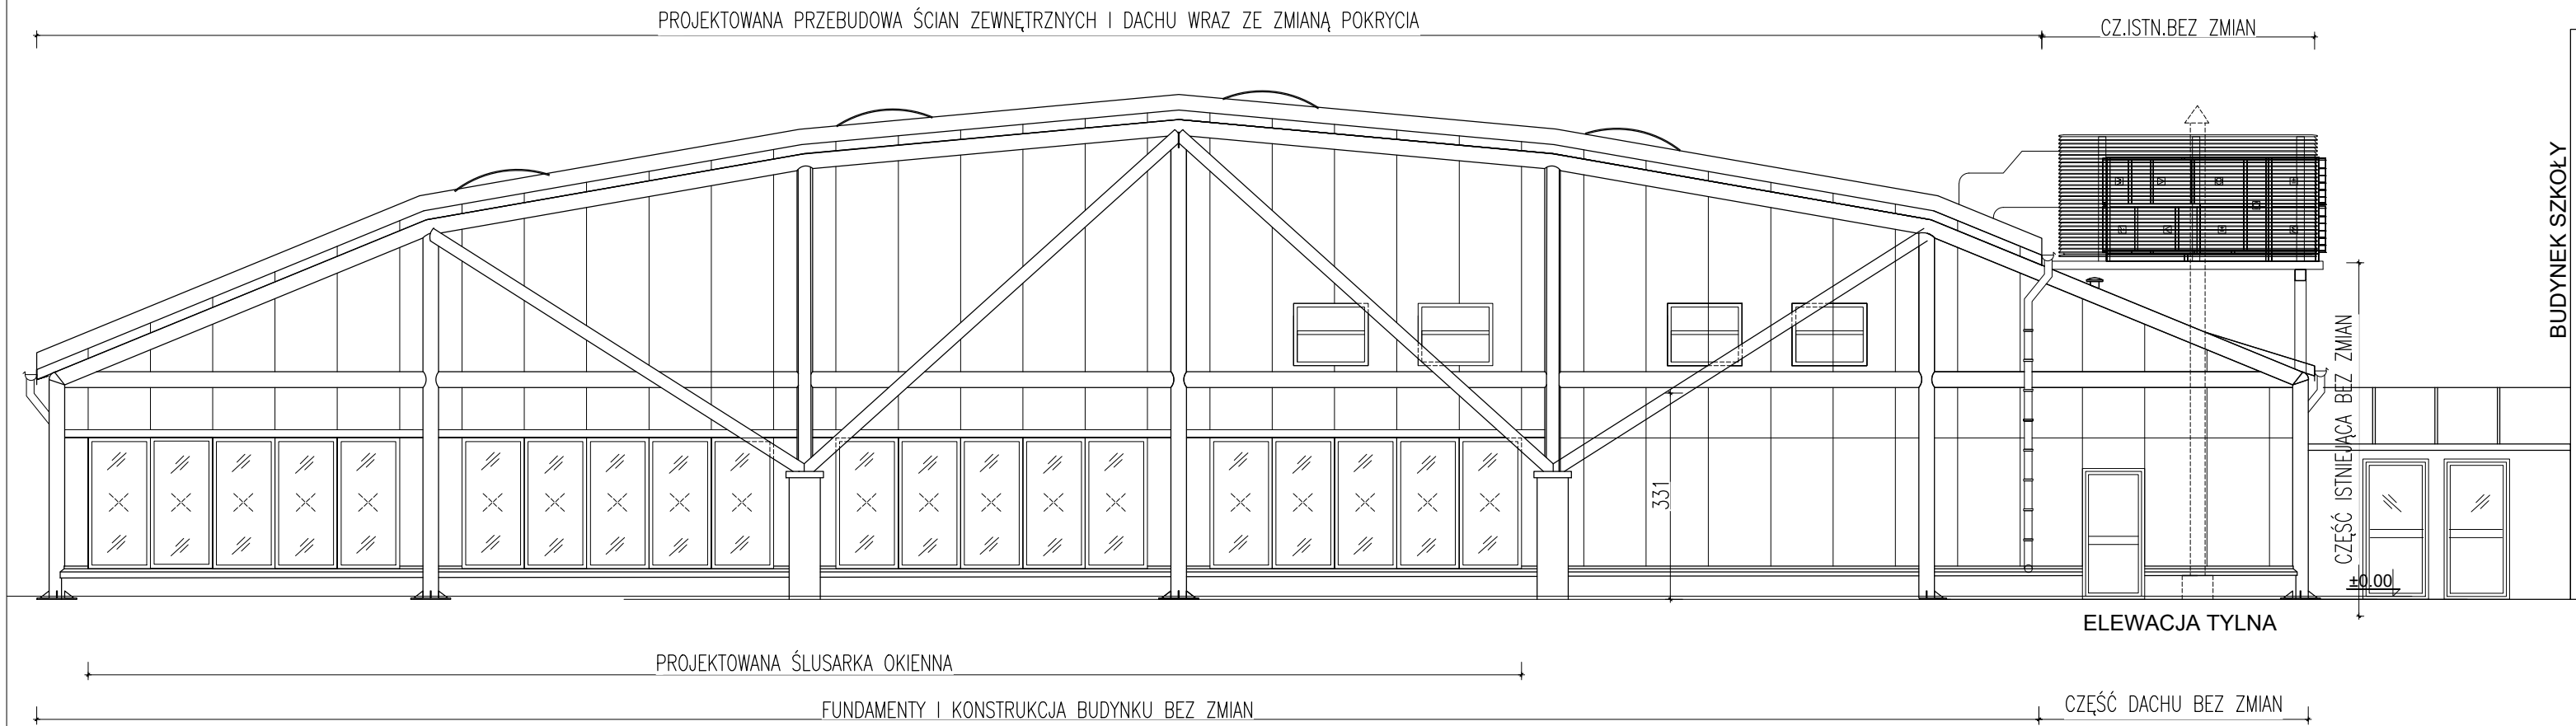 PROJEKTOWANA PRZEBUDOWA ŚCIAN ZEWNĘTRZNYCH I DACHU WRAZ ZE ZMIANĄ POKRYCIA
CZ.ISTN.BEZ ZMIAN
BUDYNEK SZKOŁY
CZĘŚĆ ISTNIEJĄCA BEZ ZMIAN
331
±0.00
ELEWACJA TYLNA
PROJEKTOWANA ŚLUSARKA OKIENNA
FUNDAMENTY I KONSTRUKCJA BUDYNKU BEZ ZMIAN
CZĘŚĆ DACHU BEZ ZMIAN